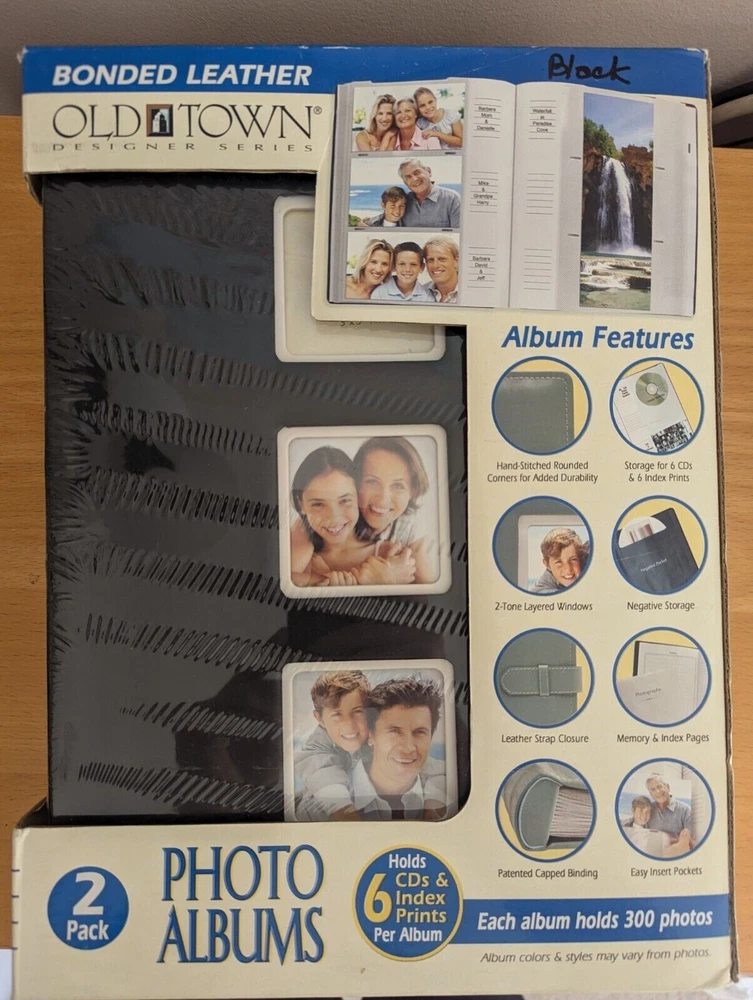 BONDED LEATHER
Black
OLD TOWN®
DESIGNER SERIES
Barbara
Mom
&
Danielle
Waterfall
in
Paradise
Cove
Mike
&
Grandpa
Harry
Barbara
David
&
Jeff
Album Features
Hand-Stitched Rounded
Corners for Added Durability
Storage for 6 CDs
& 6 Index Prints
2-Tone Layered Windows
Negative Storage
Leather Strap Closure
Photographs
Memory & Index Pages
Patented Capped Binding
Easy Insert Pockets
2
Pack
PHOTO
ALBUMS
Holds
6 CDs &
Index
Prints
Per Album
Each album holds 300 photos
Album colors & styles may vary from photos.